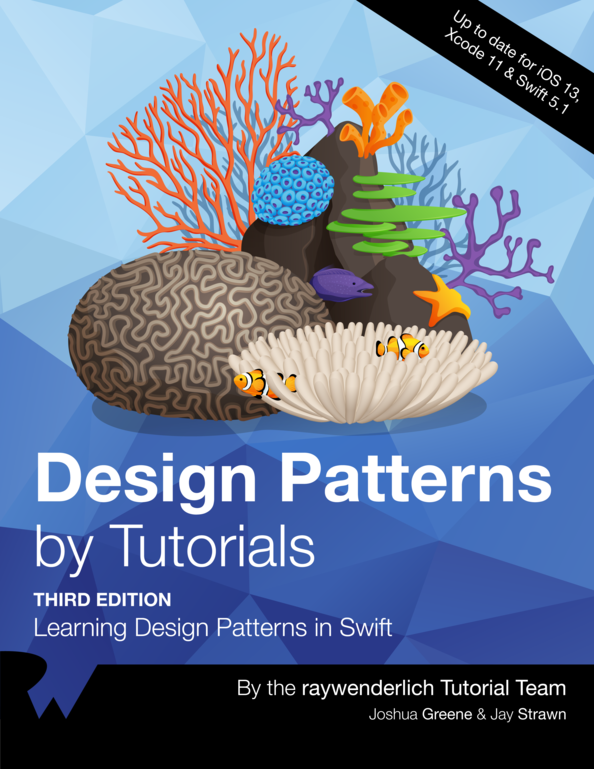 Up to date for iOS 13,
Xcode 11 & Swift 5.1
Design Patterns
by Tutorials
THIRD EDITION
Learning Design Patterns in Swift
By the raywenderlich Tutorial Team
Joshua Greene & Jay Strawn